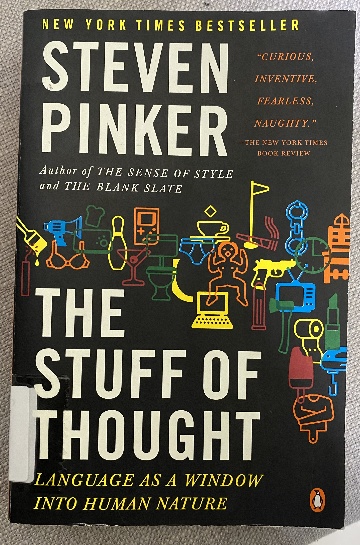 NEW YORK TIMES BESTSELLER
STEVEN
PINKER
"CURIOUS,
INVENTIVE,
FEARLESS,
NAUGHTY."
THE NEW YORK TIMES
BOOK REVIEW
Author of THE SENSE OF STYLE
and THE BLANK SLATE
THE
STUFF OF
THOUGHT
LANGUAGE AS A WINDOW
INTO HUMAN NATURE